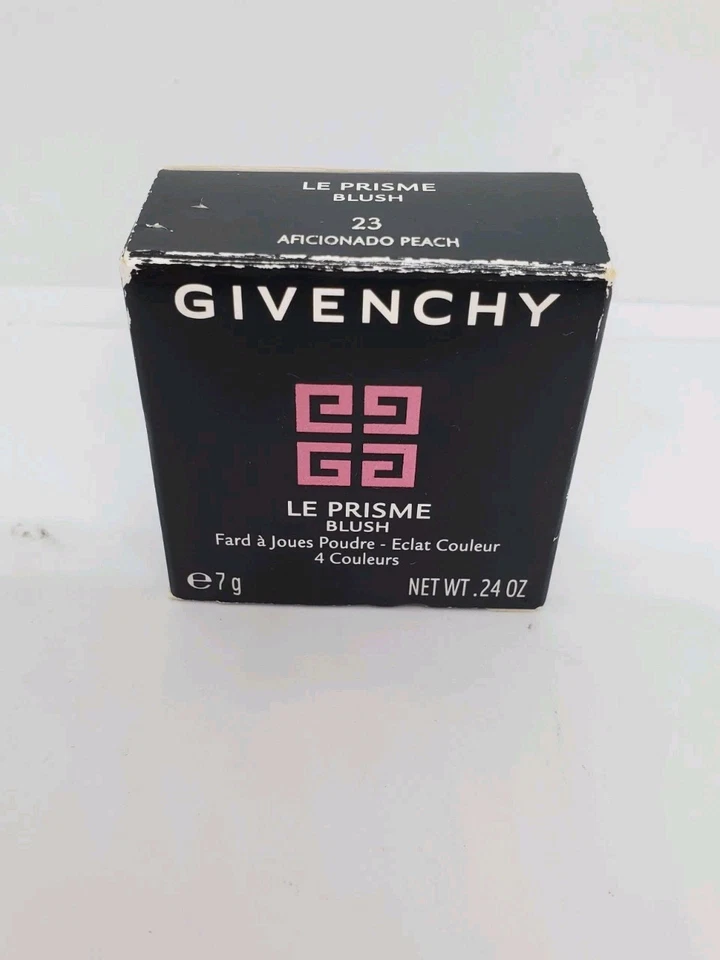 LE PRISME
BLUSH
23
AFICIONADO PEACH
GIVENCHY
LE PRISME
BLUSH
Fard à Joues Poudre - Eclat Couleur
4 Couleurs
℮7 g NET WT .24 OZ